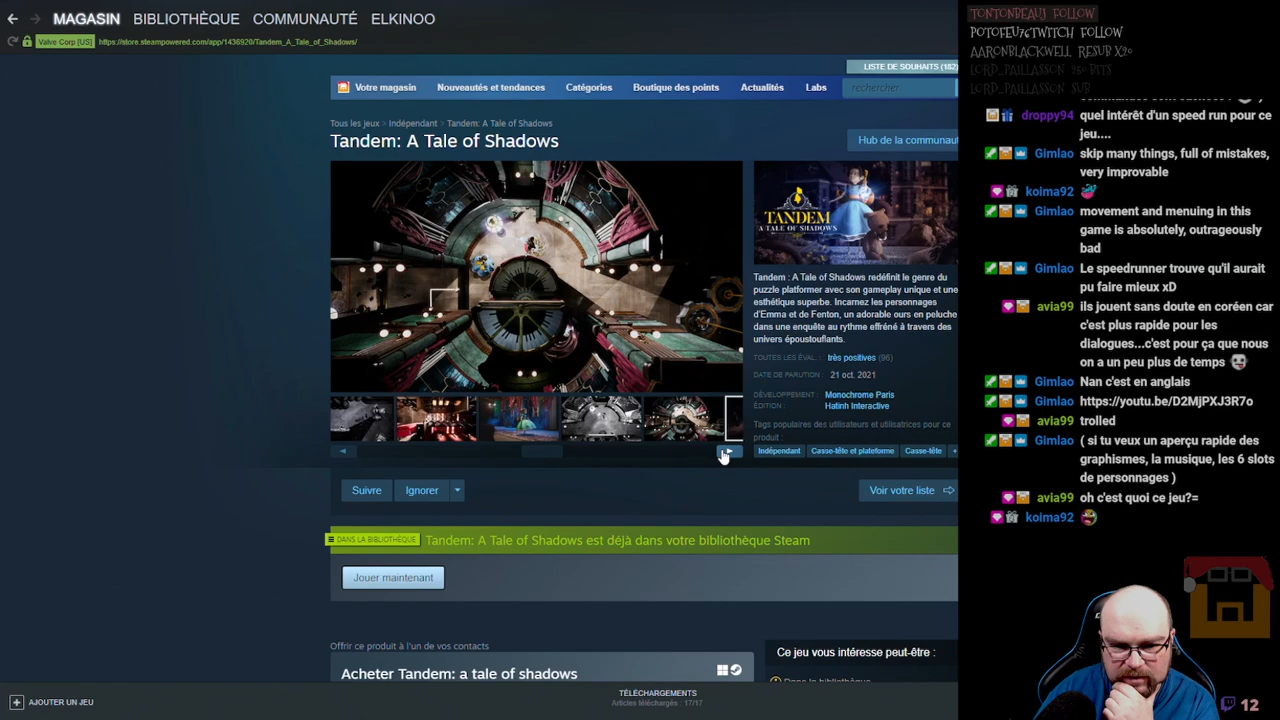 MAGASIN BIBLIOTHÈQUE COMMUNAUTÉ ELKINOO
Valve Corp [US] https://store.steampowered.com/app/1436920/Tandem_A_Tale_of_Shadows/
LISTE DE SOUHAITS (182)
Votre magasin Nouveautés et tendances Catégories Boutique des points Actualités Labs rechercher
Tous les jeux > Indépendant > Tandem: A Tale of Shadows
Tandem: A Tale of Shadows
Hub de la communaut
TANDEM
A TALE OF SHADOWS
Tandem : A Tale of Shadows redéfinit le genre du
puzzle platformer avec son gameplay unique et une
esthétique superbe. Incarnez les personnages
d'Emma et de Fenton, un adorable ours en peluche
dans une enquête au rythme effréné à travers des
univers époustouflants.
TOUTES LES ÉVAL. : très positives (96)
DATE DE PARUTION : 21 oct. 2021
DÉVELOPPEMENT : Monochrome Paris
ÉDITION : Hatinh Interactive
Tags populaires des utilisateurs et utilisatrices pour ce
produit :
Indépendant Casse-tête et plateforme Casse-tête
Suivre Ignorer Voir votre liste
DANS LA BIBLIOTHÈQUE Tandem: A Tale of Shadows est déjà dans votre bibliothèque Steam
Jouer maintenant
Offrir ce produit à l'un de vos contacts
Acheter Tandem: a tale of shadows
Ce jeu vous intéresse peut-être :
Dans la bibliothèque
AJOUTER UN JEU
TÉLÉCHARGEMENTS
Articles téléchargés : 17/17
TONTONBEAUJ FOLLOW
POTOFEU76TWITCH FOLLOW
AARONBLACKWELL RESUB X20
LORD_PAILLASSON 250 BITS
LORD_PAILLASSON SUB
droppy94 quel intérêt d'un speed run pour ce
jeu....
Gimlao skip many things, full of mistakes,
very improvable
koima92
Gimlao movement and menuing in this
game is absolutely, outrageously
bad
Gimlao Le speedrunner trouve qu'il aurait
pu faire mieux xD
avia99 ils jouent sans doute en coréen car
c'est plus rapide pour les
dialogues...c'est pour ça que nous
on a un peu plus de temps
Gimlao Nan c'est en anglais
Gimlao https://youtu.be/D2MjPXJ3R7o
avia99 trolled
Gimlao ( si tu veux un aperçu rapide des
graphismes, la musique, les 6 slots
de personnages )
avia99 oh c'est quoi ce jeu?=
koima92
12